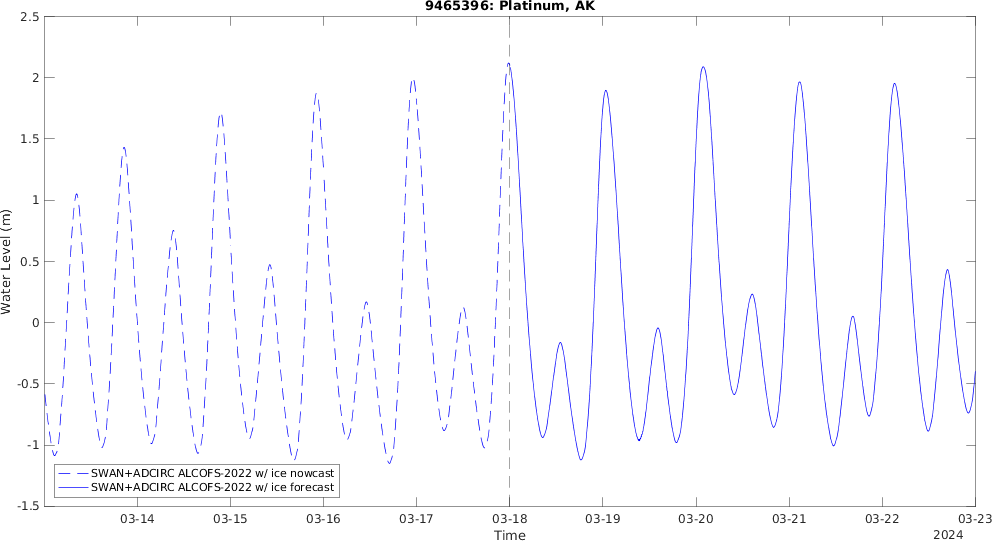 9465396: Platinum, AK
2.5
2
1.5
1
0.5
0
-0.5
-1
-1.5
Water Level (m)
SWAN+ADCIRC ALCOFS-2022 w/ ice nowcast
SWAN+ADCIRC ALCOFS-2022 w/ ice forecast
03-14 03-15 03-16 03-17 03-18 03-19 03-20 03-21 03-22 03-23
Time
2024